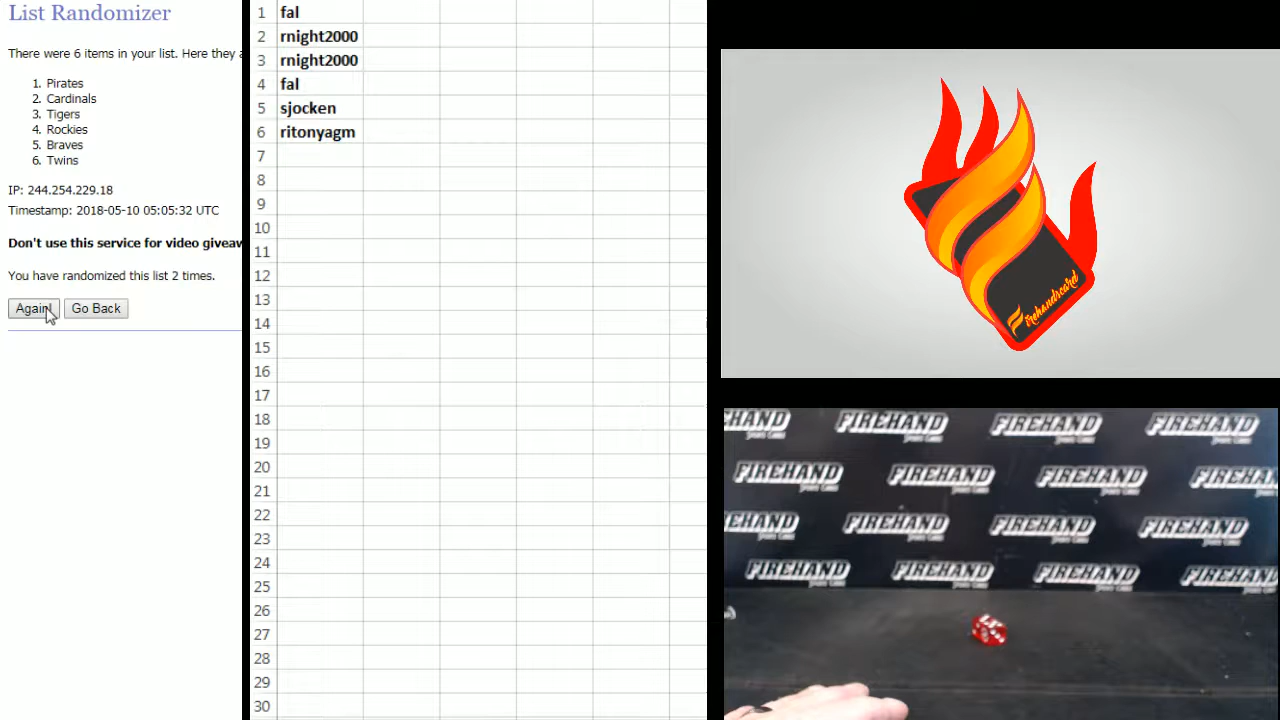 List Randomizer
There were 6 items in your list. Here they
1. Pirates
2. Cardinals
3. Tigers
4. Rockies
5. Braves
6. Twins
IP: 244.254.229.18
Timestamp: 2018-05-10 05:05:32 UTC
Don't use this service for video
You have randomized this list 2 times.
Again!
Go Back
1 fal
2 rnight2000
3 rnight2000
4 fal
5 sjocken
6 ritonyagm
7
8
9
10
11
12
13
14
15
16
17
18
19
20
21
22
23
24
25
26
27
28
29
30
Firehandscard
FIREHAND FIREHAND FIREHAND
FIREHAND FIREHAND FIREHAND
FIREHAND FIREHAND FIREHAND
FIREHAND FIREHAND FIREHAND